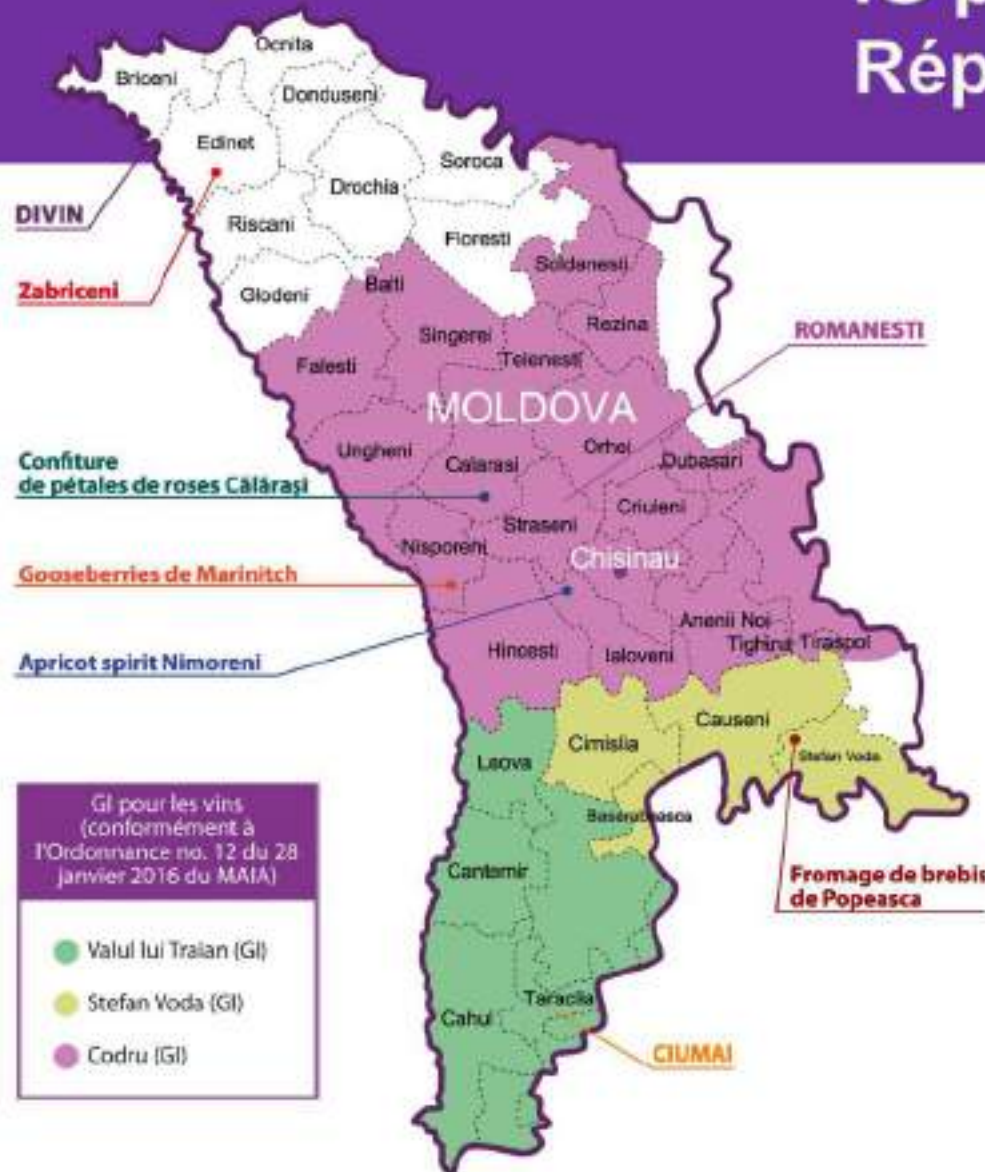 Rép
Ocnita
Briceni
Donduseni
Edinet
Soroca
Drochia
DIVIN
Riscani
Floresti
Soldanesti
Zabriceni
Balti
Glodeni
Singerei
Rezina
ROMANESTI
Telenesti
Falesti
MOLDOVA
Ungheni
Orhei
Confiture
de pétales de roses Călărași
Calarasi
Dubasari
Criuleni
Straseni
Nisporeni
Chisinau
Gooseberries de Marinitch
Anenii Noi
Tighina
Tiraspol
Apricot spirit Nimoreni
Hincesti
Ialoveni
Causeni
Cimislia
Leova
Stefan Voda
GI pour les vins
(conformément à
l'Ordonnance no. 12 du 28
janvier 2016 du MAIA)
Cantemir
Fromage de brebis
de Popeasca
Valul lui Traian (GI)
Stefan Voda (GI)
Taraclia
Cahul
Codru (GI)
CIUMAI